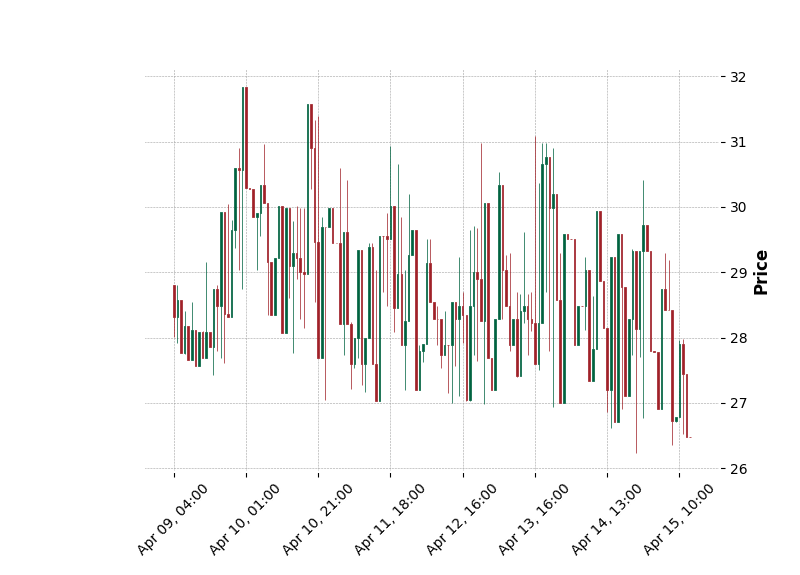 32
31
30
29
28
27
26
Price
Apr 09, 04:00
Apr 10, 01:00
Apr 10, 21:00
Apr 11, 18:00
Apr 12, 16:00
Apr 13, 16:00
Apr 14, 13:00
Apr 15, 10:00